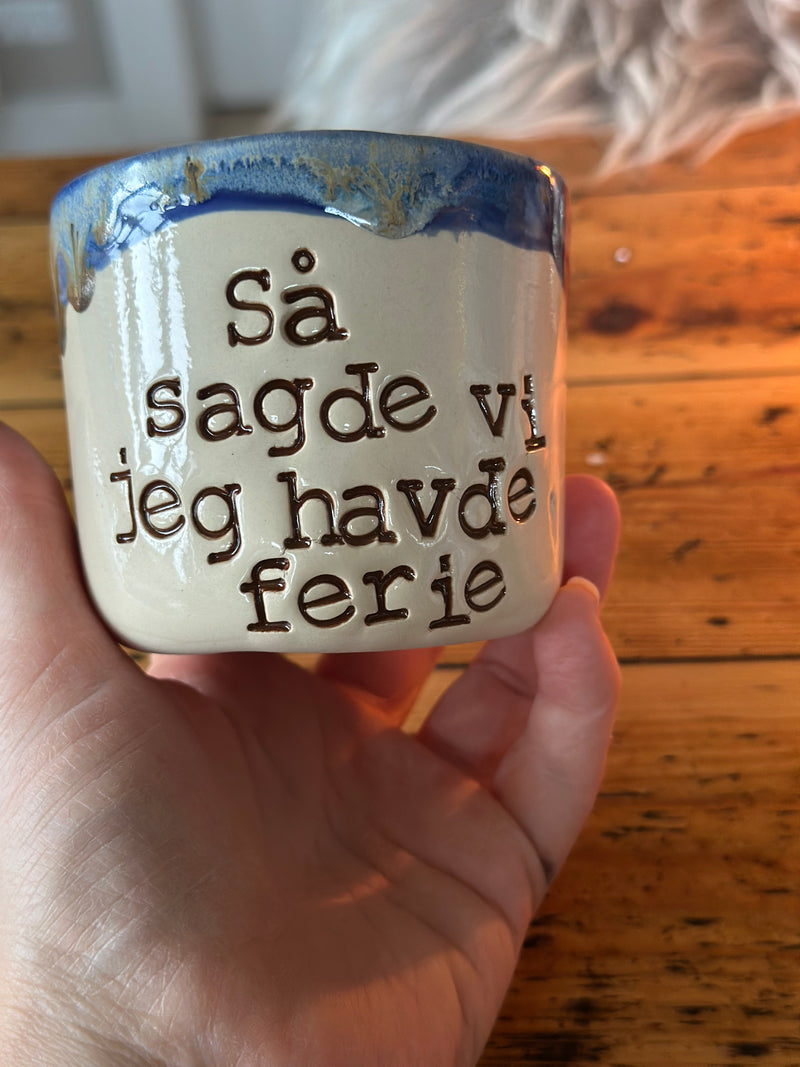 Så
sagde vi
jeg havde
ferie